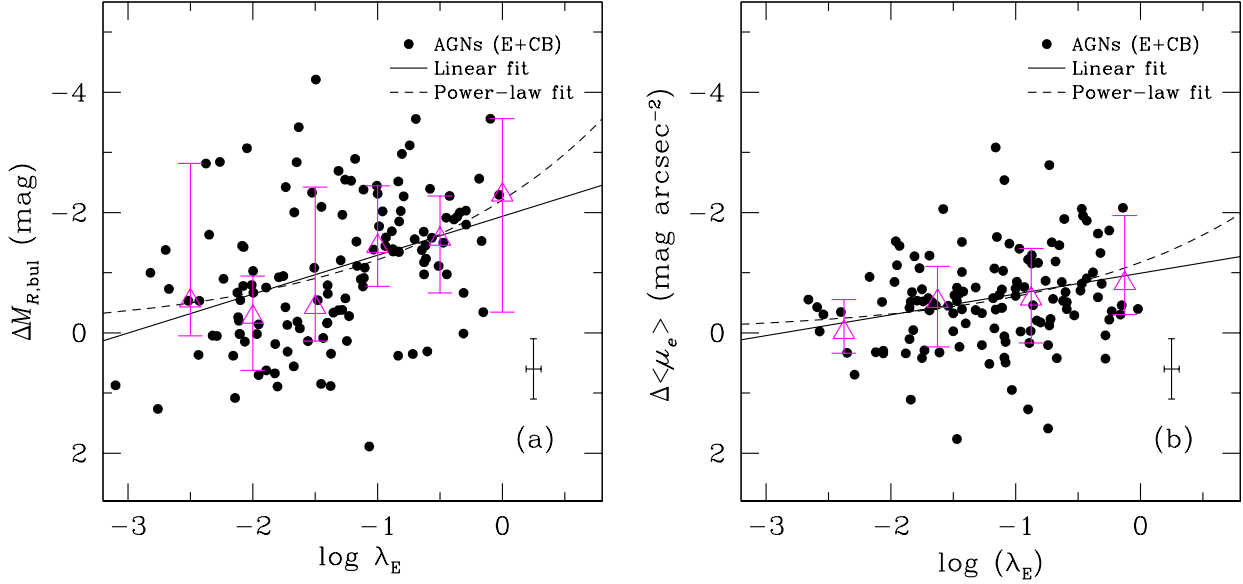 AGNs (E+CB)
Linear fit
Power-law fit
-4
-2
0
2
ΔM_{R,bul} (mag)
(a)
-3
-2
-1
0
log λ_E
AGNs (E+CB)
Linear fit
Power-law fit
-4
-2
0
2
Δ<μ_e> (mag arcsec^{-2})
(b)
-3
-2
-1
0
log (λ_E)